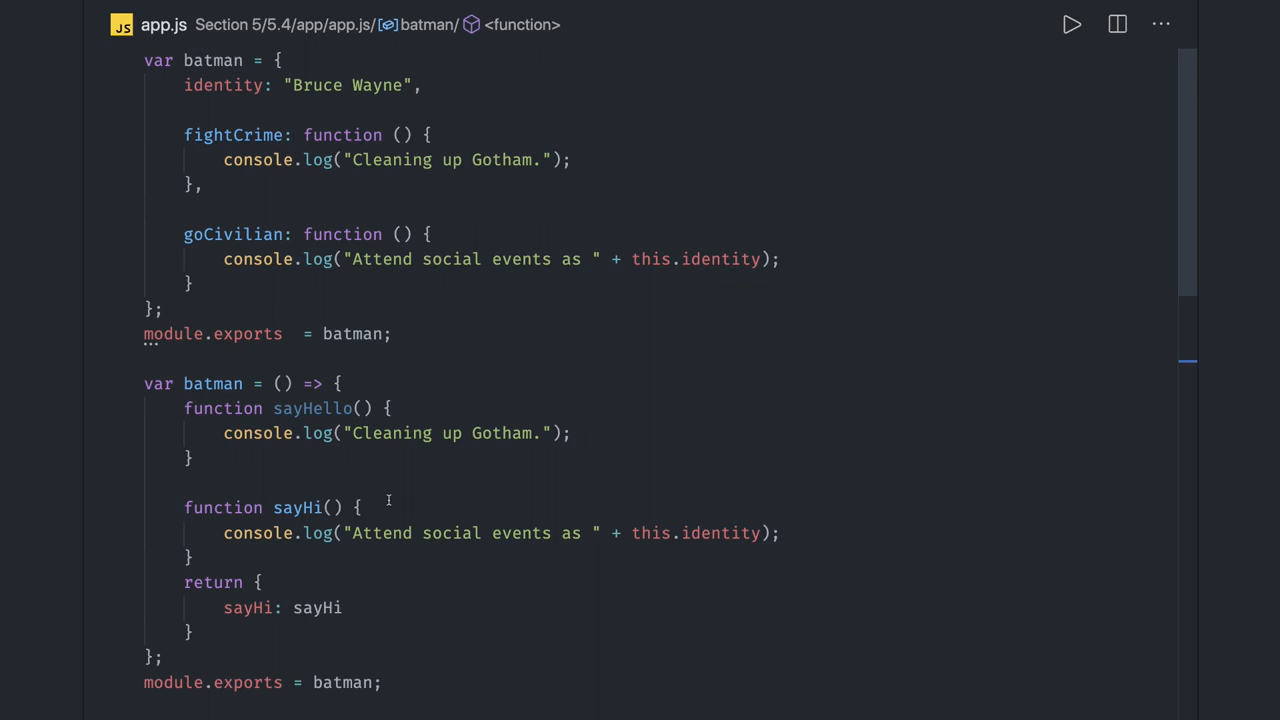 JS app.js Section 5/5.4/app/app.js/batman/<function>
var batman = {
    identity: "Bruce Wayne",

    fightCrime: function () {
        console.log("Cleaning up Gotham.");
    },

    goCivilian: function () {
        console.log("Attend social events as " + this.identity);
    }
};
module.exports  = batman;

var batman = () => {
    function sayHello() {
        console.log("Cleaning up Gotham.");
    }

    function sayHi() {
        console.log("Attend social events as " + this.identity);
    }
    return {
        sayHi: sayHi
    }
};
module.exports = batman;